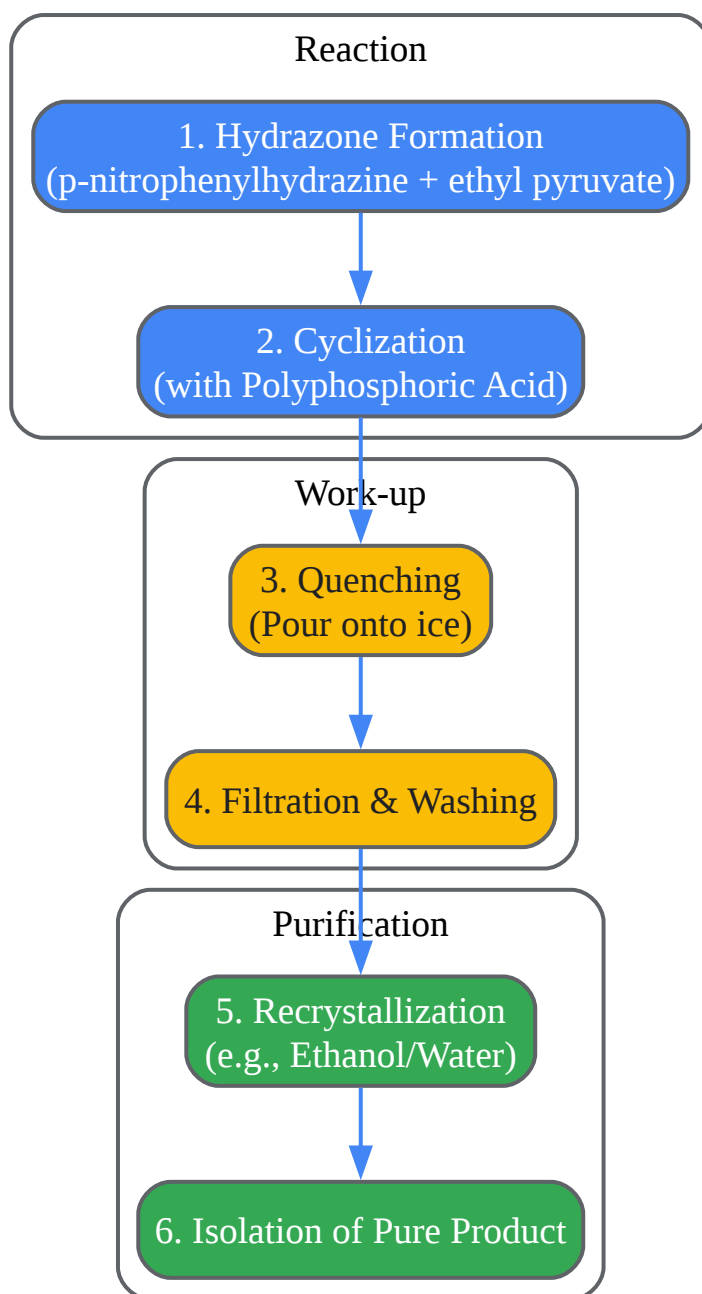 Reaction
1. Hydrazone Formation
(p-nitrophenylhydrazine + ethyl pyruvate)
2. Cyclization
(with Polyphosphoric Acid)
Work-up
3. Quenching
(Pour onto ice)
4. Filtration & Washing
Purification
5. Recrystallization
(e.g., Ethanol/Water)
6. Isolation of Pure Product